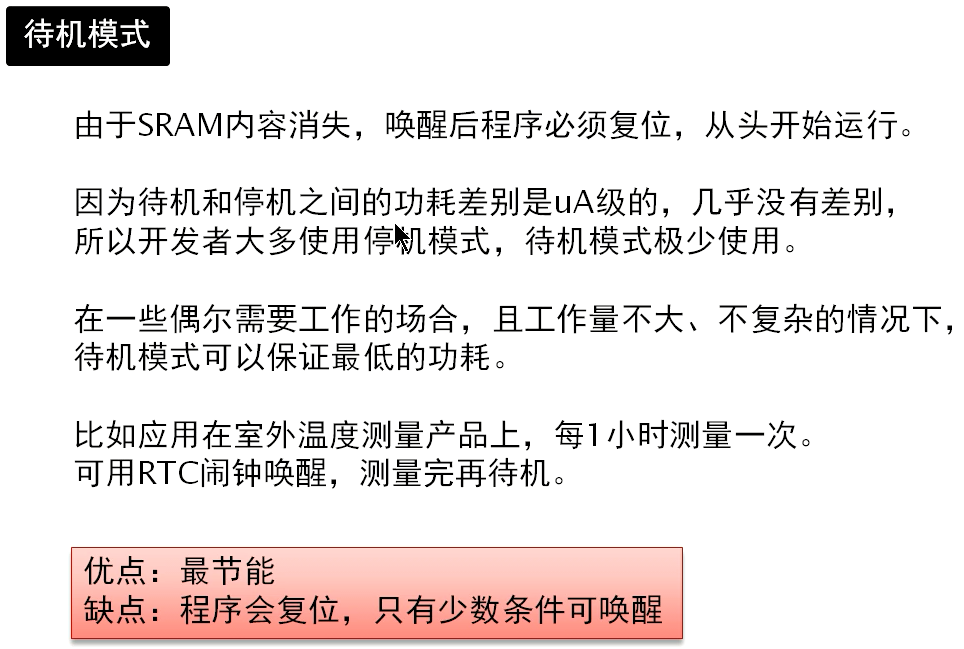 待机模式
由于SRAM内容消失，唤醒后程序必须复位，从头开始运行。
因为待机和停机之间的功耗差别是uA级的，几乎没有差别，
所以开发者大多使用停机模式，待机模式极少使用。
在一些偶尔需要工作的场合，且工作量不大、不复杂的情况下，
待机模式可以保证最低的功耗。
比如应用在室外温度测量产品上，每1小时测量一次。
可用RTC闹钟唤醒，测量完再待机。
优点：最节能
缺点：程序会复位，只有少数条件可唤醒